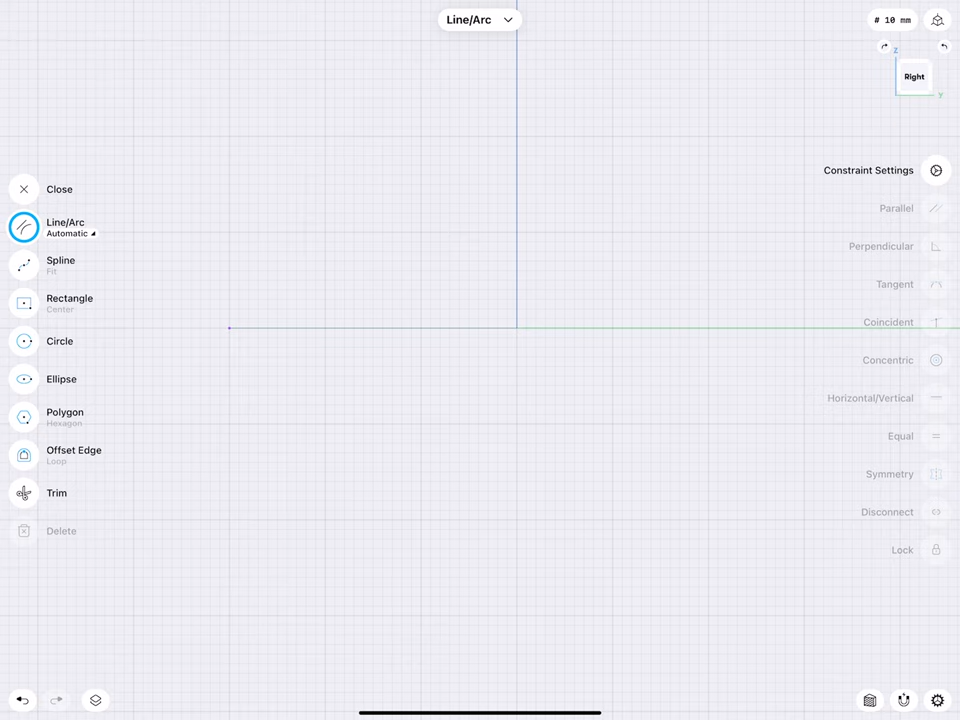 Line/Arc
# 10 mm
Z
Right
Y
Close
Line/Arc
Automatic
Spline
Fit
Rectangle
Center
Circle
Ellipse
Polygon
Hexagon
Offset Edge
Loop
Trim
Delete
Constraint Settings
Parallel
Perpendicular
Tangent
Coincident
Concentric
Horizontal/Vertical
Equal
Symmetry
Disconnect
Lock